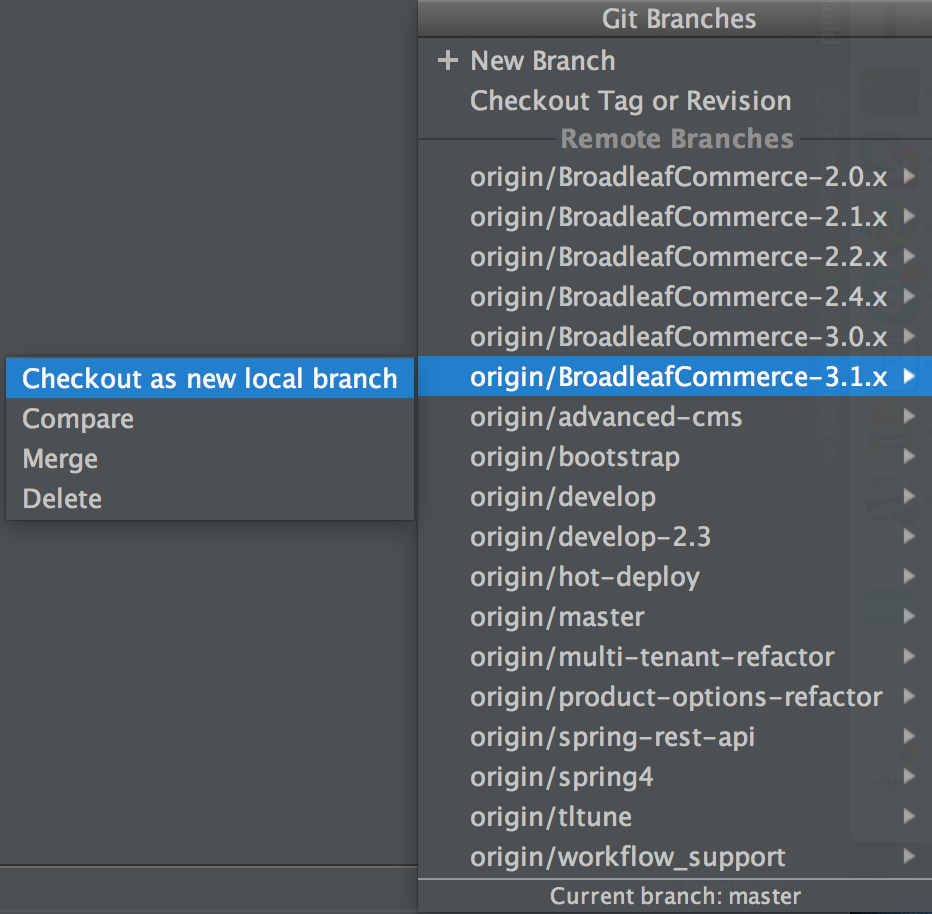 Git Branches
+ New Branch
Checkout Tag or Revision
Remote Branches
origin/BroadleafCommerce-2.0.x
origin/BroadleafCommerce-2.1.x
origin/BroadleafCommerce-2.2.x
origin/BroadleafCommerce-2.4.x
origin/BroadleafCommerce-3.0.x
origin/BroadleafCommerce-3.1.x
Checkout as new local branch
Compare
Merge
Delete
origin/advanced-cms
origin/bootstrap
origin/develop
origin/develop-2.3
origin/hot-deploy
origin/master
origin/multi-tenant-refactor
origin/product-options-refactor
origin/spring-rest-api
origin/spring4
origin/tltune
origin/workflow_support
Current branch: master